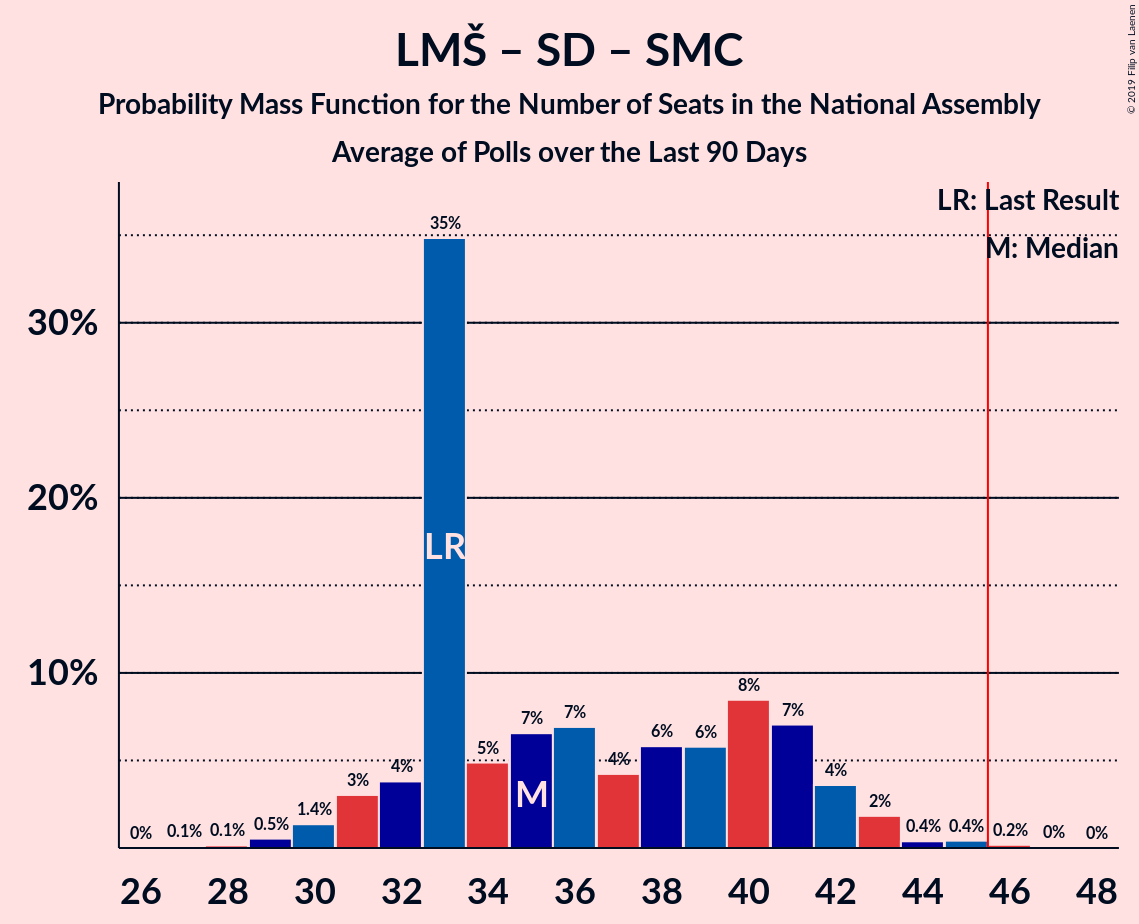 LMŠ – SD – SMC
Probability Mass Function for the Number of Seats in the National Assembly
Average of Polls over the Last 90 Days
© 2019 Filip van Laenen
LR: Last Result
M: Median
30%
20%
10%
0%
0.1%
0.1%
0.5%
1.4%
3%
4%
35%
5%
7%
7%
4%
6%
6%
8%
7%
4%
2%
0.4%
0.4%
0.2%
0%
0%
LR
M
26 28 30 32 34 36 38 40 42 44 46 48